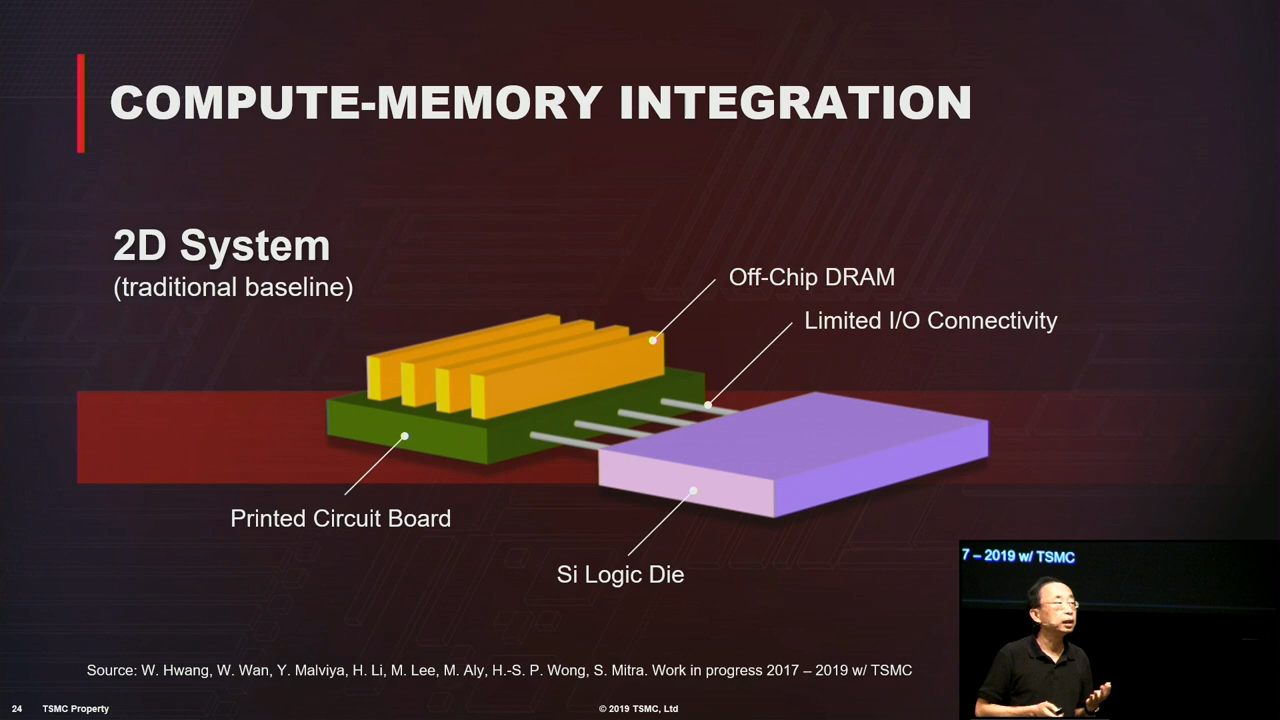 COMPUTE-MEMORY INTEGRATION
2D System
(traditional baseline)
Off-Chip DRAM
Limited I/O Connectivity
Printed Circuit Board
Si Logic Die
7 – 2019 w/ TSMC
Source: W. Hwang, W. Wan, Y. Malviya, H. Li, M. Lee, M. Aly, H.-S. P. Wong, S. Mitra. Work in progress 2017 – 2019 w/ TSMC
24 TSMC Property © 2019 TSMC, Ltd